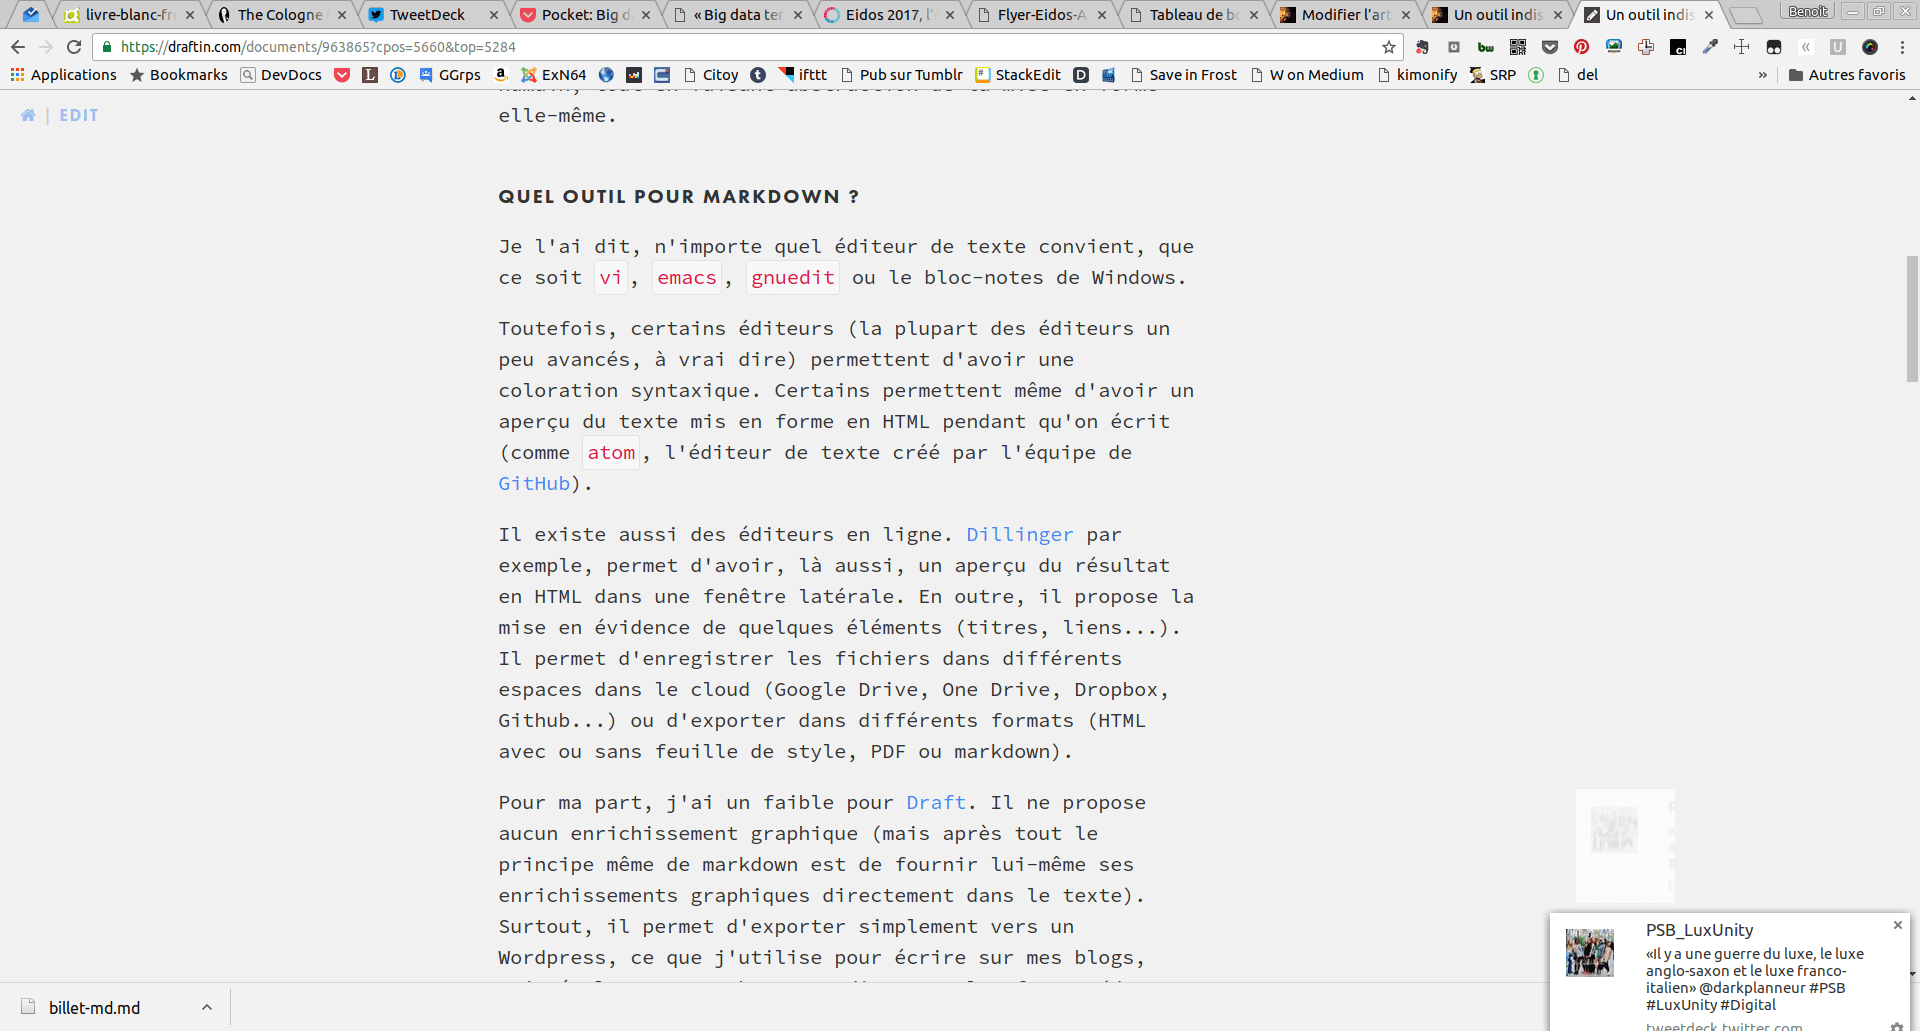 livre-blanc-fr
The Cologne
TweetDeck
Pocket: Big d
« Big data ter
Eidos 2017, l'é
Flyer-Eidos-A
Tableau de bo
Modifier l'art
Un outil indis
Un outil indis
Benoît
https://draftin.com/documents/963865?cpos=5660&top=5284
Applications
Bookmarks
DevDocs
GGrps
ExN64
Citoy
ifttt
Pub sur Tumblr
StackEdit
Save in Frost
W on Medium
kimonify
SRP
del
»
Autres favoris
| EDIT
elle-même.
QUEL OUTIL POUR MARKDOWN ?
Je l'ai dit, n'importe quel éditeur de texte convient, que
ce soit vi, emacs, gnuedit ou le bloc-notes de Windows.
Toutefois, certains éditeurs (la plupart des éditeurs un
peu avancés, à vrai dire) permettent d'avoir une
coloration syntaxique. Certains permettent même d'avoir un
aperçu du texte mis en forme en HTML pendant qu'on écrit
(comme atom, l'éditeur de texte créé par l'équipe de
GitHub).
Il existe aussi des éditeurs en ligne. Dillinger par
exemple, permet d'avoir, là aussi, un aperçu du résultat
en HTML dans une fenêtre latérale. En outre, il propose la
mise en évidence de quelques éléments (titres, liens...).
Il permet d'enregistrer les fichiers dans différents
espaces dans le cloud (Google Drive, One Drive, Dropbox,
Github...) ou d'exporter dans différents formats (HTML
avec ou sans feuille de style, PDF ou markdown).
Pour ma part, j'ai un faible pour Draft. Il ne propose
aucun enrichissement graphique (mais après tout le
principe même de markdown est de fournir lui-même ses
enrichissements graphiques directement dans le texte).
Surtout, il permet d'exporter simplement vers un
Wordpress, ce que j'utilise pour écrire sur mes blogs,
PSB_LuxUnity
«Il y a une guerre du luxe, le luxe
anglo-saxon et le luxe franco-
italien» @darkplanneur #PSB
#LuxUnity #Digital
tweetdeck.twitter.com
billet-md.md